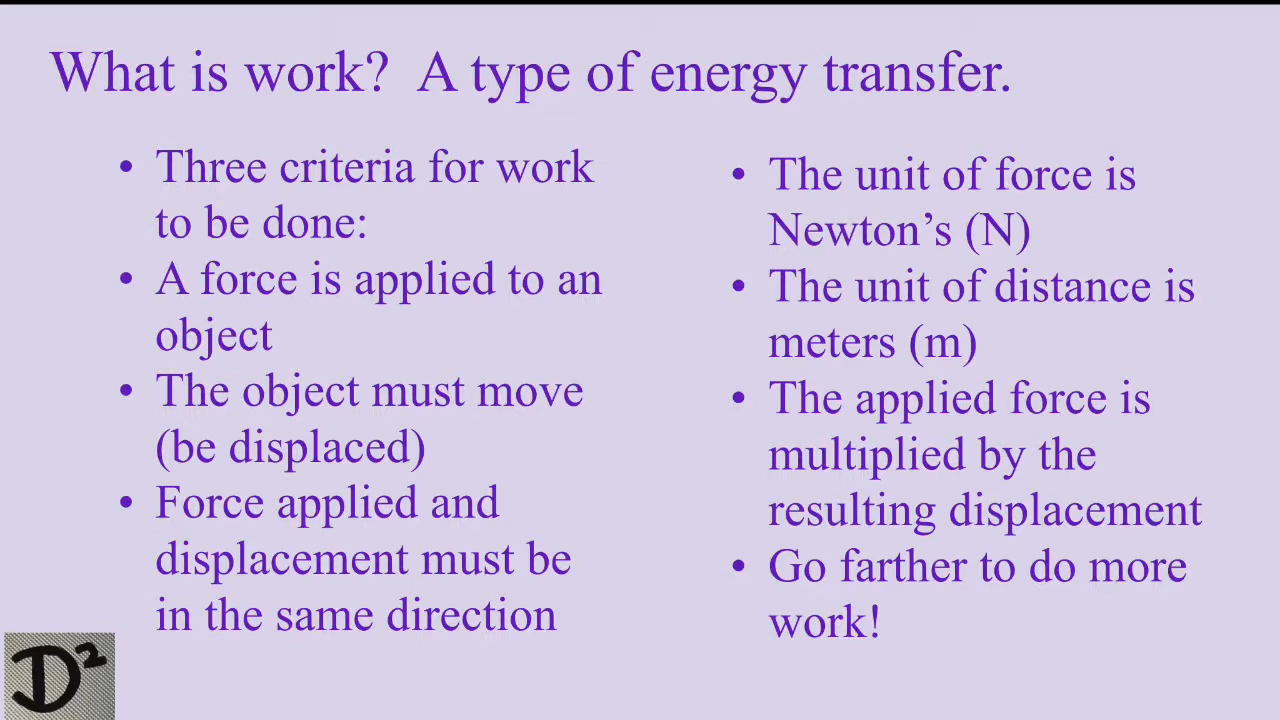 What is work?  A type of energy transfer.
• Three criteria for work
to be done:
• A force is applied to an
object
• The object must move
(be displaced)
• Force applied and
displacement must be
in the same direction
• The unit of force is
Newton’s (N)
• The unit of distance is
meters (m)
• The applied force is
multiplied by the
resulting displacement
• Go farther to do more
work!
D²